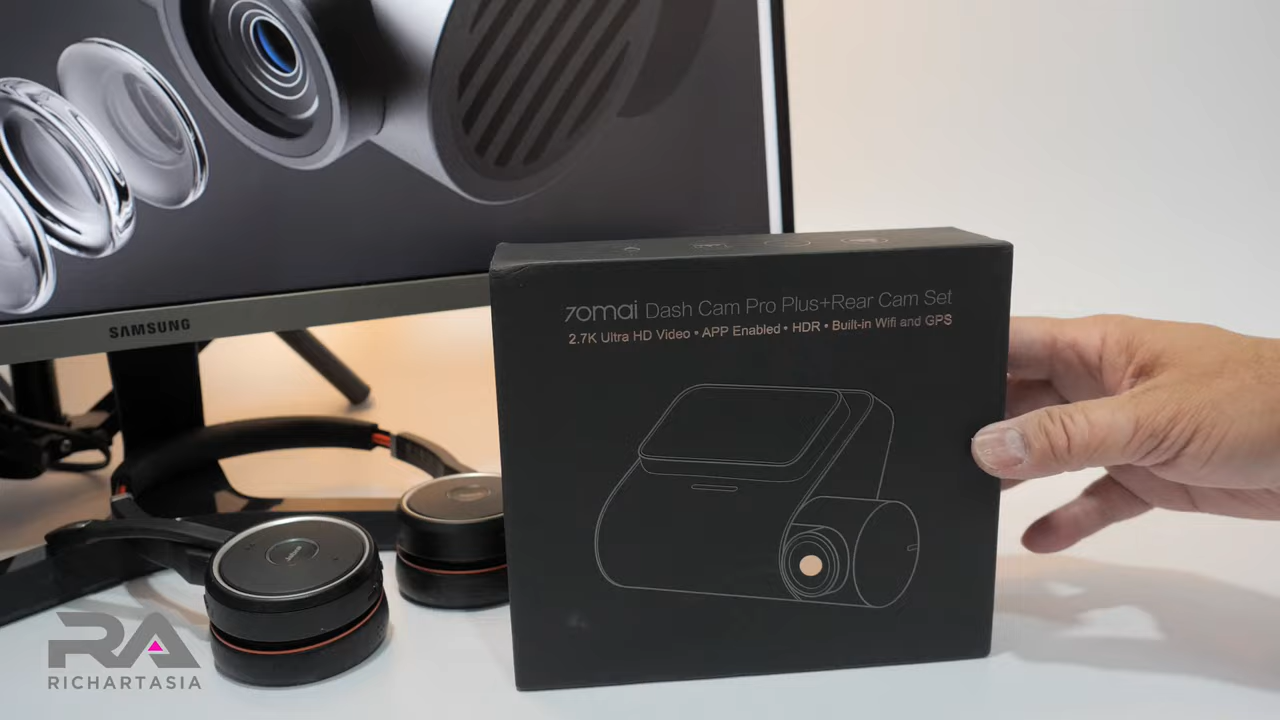 SAMSUNG
70mai Dash Cam Pro Plus+Rear Cam Set
2.7K Ultra HD Video • APP Enabled • HDR • Built-in Wifi and GPS
RA
RICHARTASIA